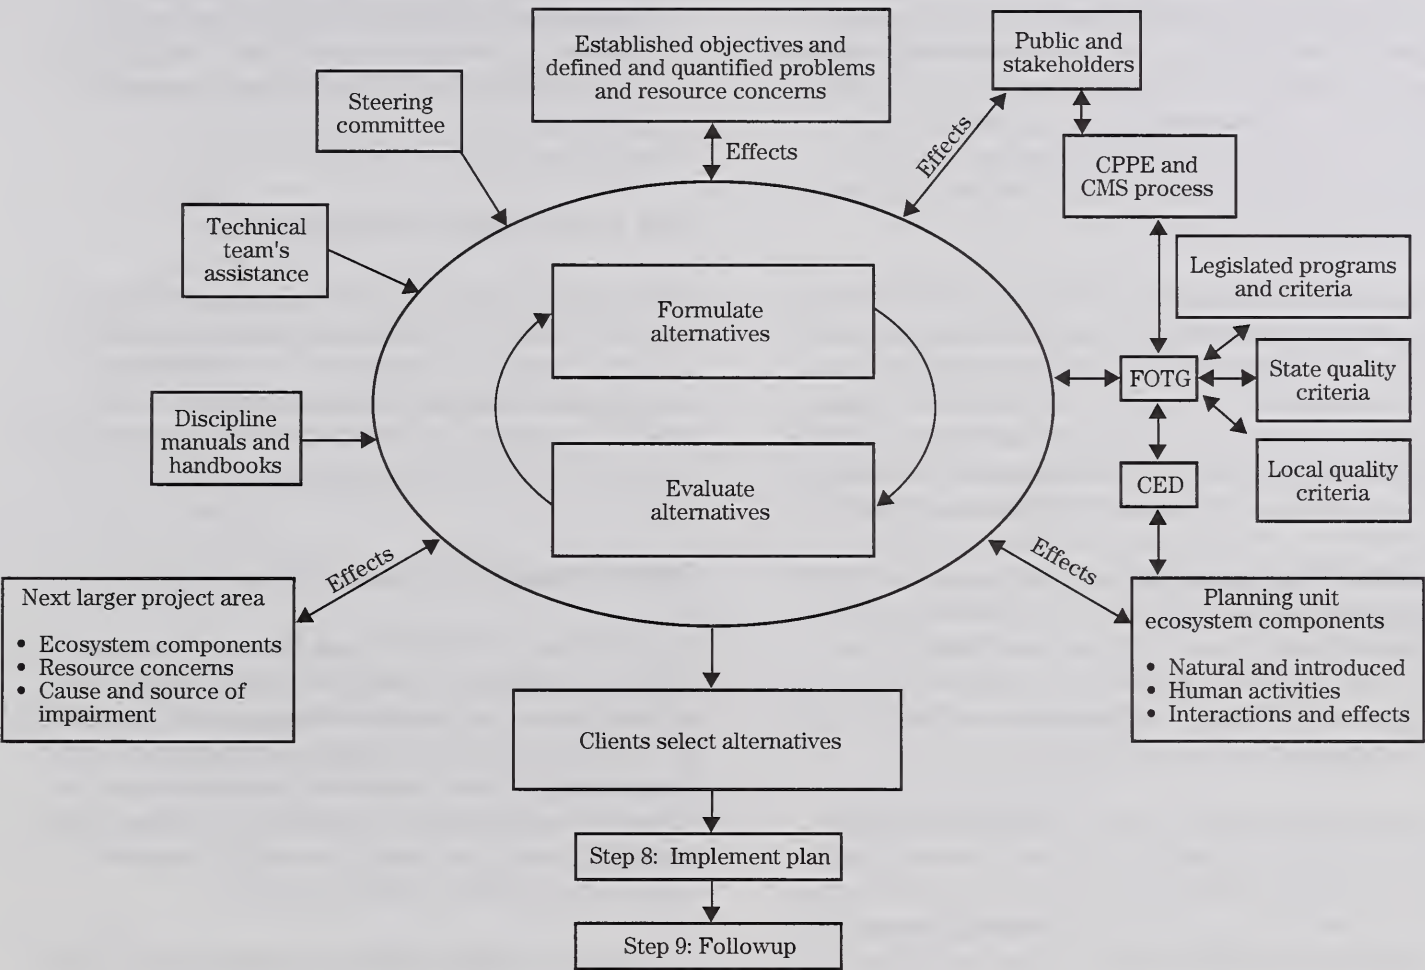 Established objectives and
defined and quantified problems
and resource concerns
Public and
stakeholders
Steering
committee
Effects
Effects
CPPE and
CMS process
Technical
team's
assistance
Legislated programs
and criteria
Formulate
alternatives
FOTG
State quality
criteria
Discipline
manuals and
handbooks
Local quality
criteria
Evaluate
alternatives
CED
Effects
Effects
Next larger project area
• Ecosystem components
• Resource concerns
• Cause and source of
impairment
Planning unit
ecosystem components
• Natural and introduced
• Human activities
• Interactions and effects
Clients select alternatives
Step 8: Implement plan
Step 9: Followup